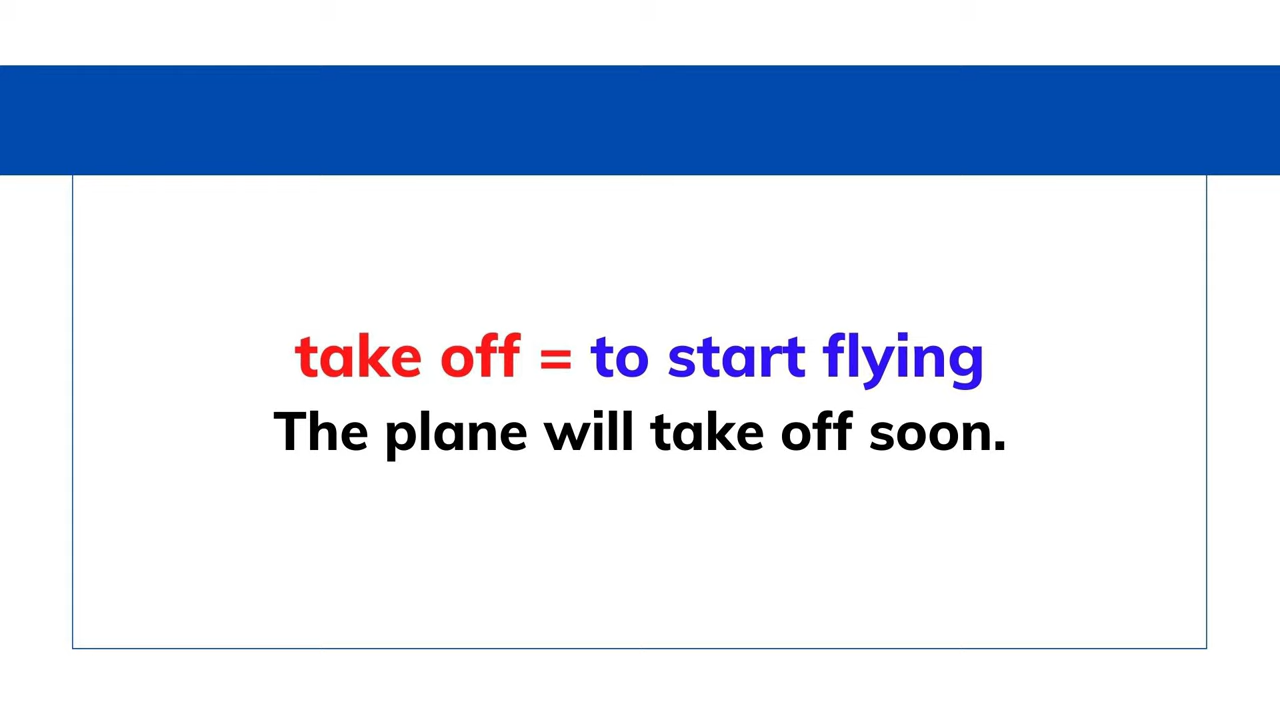 take off = to start flying
The plane will take off soon.